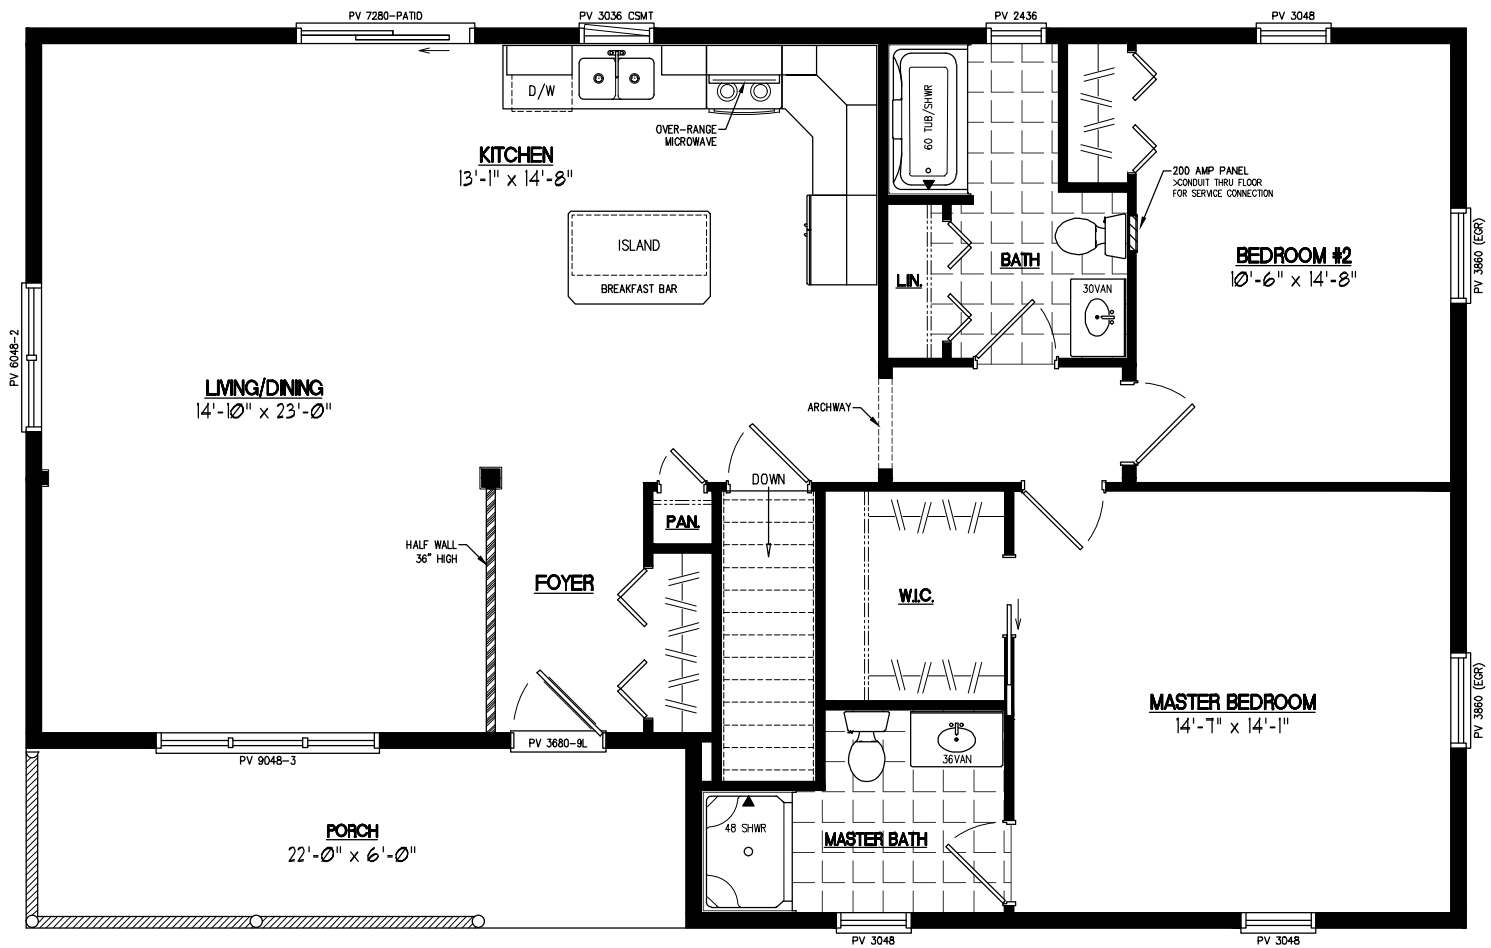 PV 7280-PATIO
PV 3036 CSMT
PV 2436
PV 3048
D/W
OVER-RANGE
MICROWAVE
60 TUB/SHWR
KITCHEN
13'-1" x 14'-8"
200 AMP PANEL
>CONDUIT THRU FLOOR
FOR SERVICE CONNECTION
ISLAND
BREAKFAST BAR
LIN.
BATH
30VAN
BEDROOM #2
10'-6" x 14'-8"
PV 3860 (EGR)
PV 6048-2
LIVING/DINING
14'-10" x 23'-0"
ARCHWAY
DOWN
PAN.
HALF WALL
36" HIGH
FOYER
W.I.C.
MASTER BEDROOM
14'-7" x 14'-1"
PV 3860 (EGR)
PV 9048-3
PV 3680-9L
36VAN
PORCH
22'-0" x 6'-0"
48 SHWR
MASTER BATH
PV 3048
PV 3048